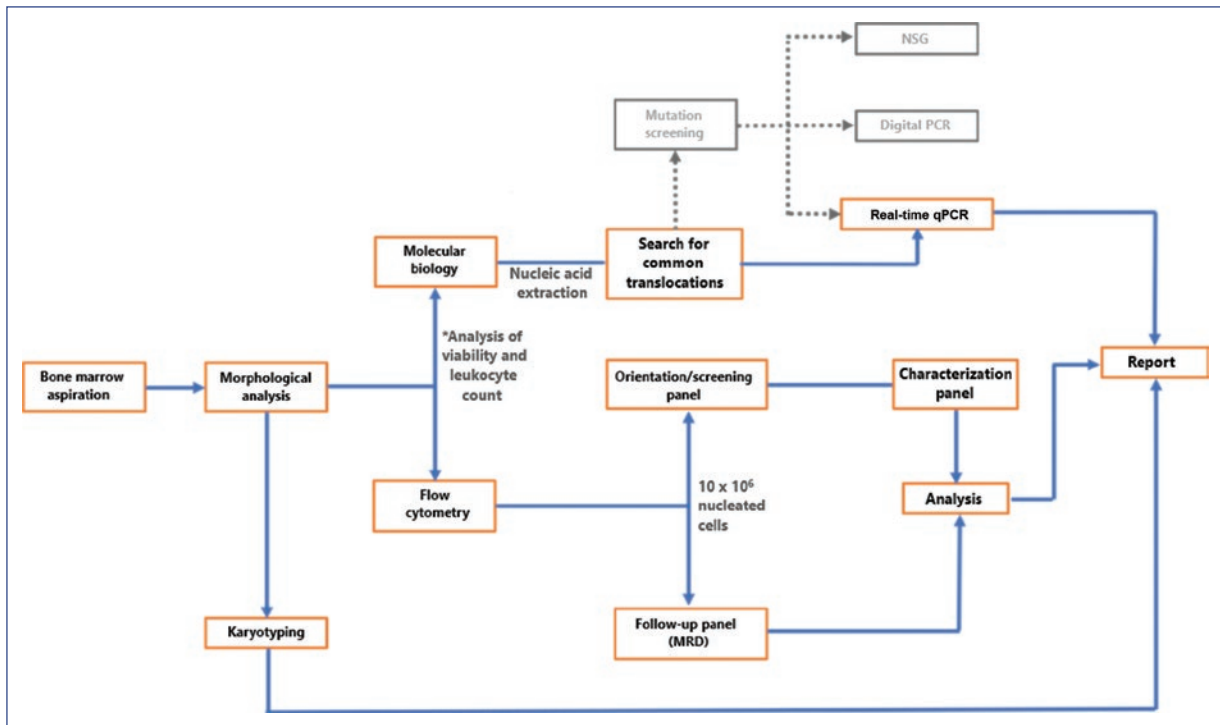 NSG
Mutation
screening
Digital PCR
Real-time qPCR
Molecular
biology
Nucleic acid
extraction
Search for
common
translocations
*Analysis of
viability and
leukocyte
count
Bone marrow
aspiration
Morphological
analysis
Orientation/screening
panel
Characterization
panel
Report
Flow
cytometry
10 x 10⁶
nucleated
cells
Analysis
Karyotyping
Follow-up panel
(MRD)